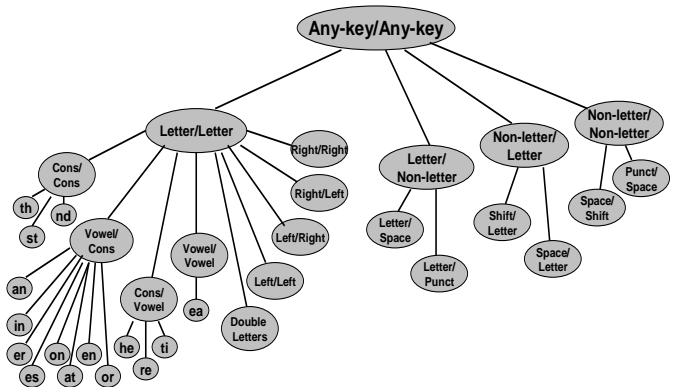 Any-key/Any-key
Letter/Letter
Non-letter/
Non-letter
Non-letter/
Letter
Letter/
Non-letter
Right/Right
Right/Left
Left/Right
Left/Left
Double
Letters
Cons/
Cons
th
st
nd
Vowel/
Cons
an
in
er
es
on
at
en
or
Cons/
Vowel
he
re
ti
Vowel/
Vowel
ea
Letter/
Space
Letter/
Punct
Shift/
Letter
Space/
Letter
Space/
Shift
Punct/
Space